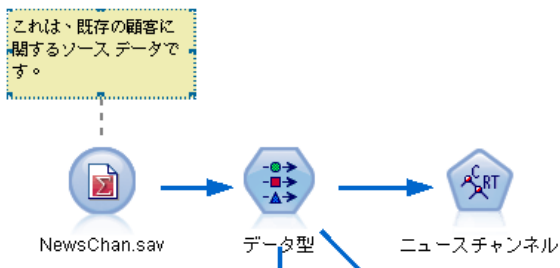 これは、既存の顧客に
関するソース データで
す。
C
RT
NewsChan.sav
データ型
ニュースチャンネル